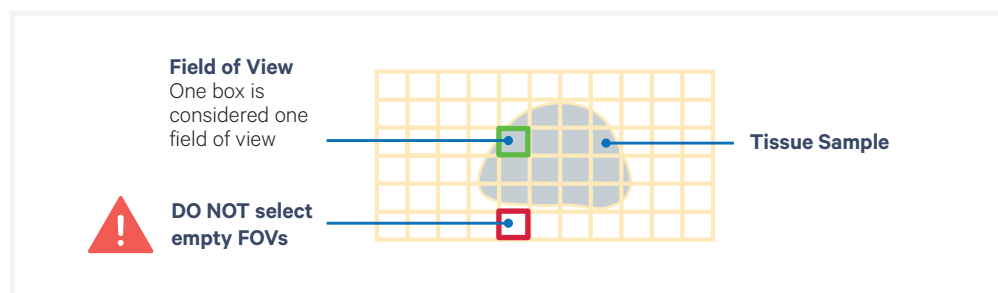 Field of View
One box is
considered one
field of view
Tissue Sample
!
DO NOT select
empty FOVs